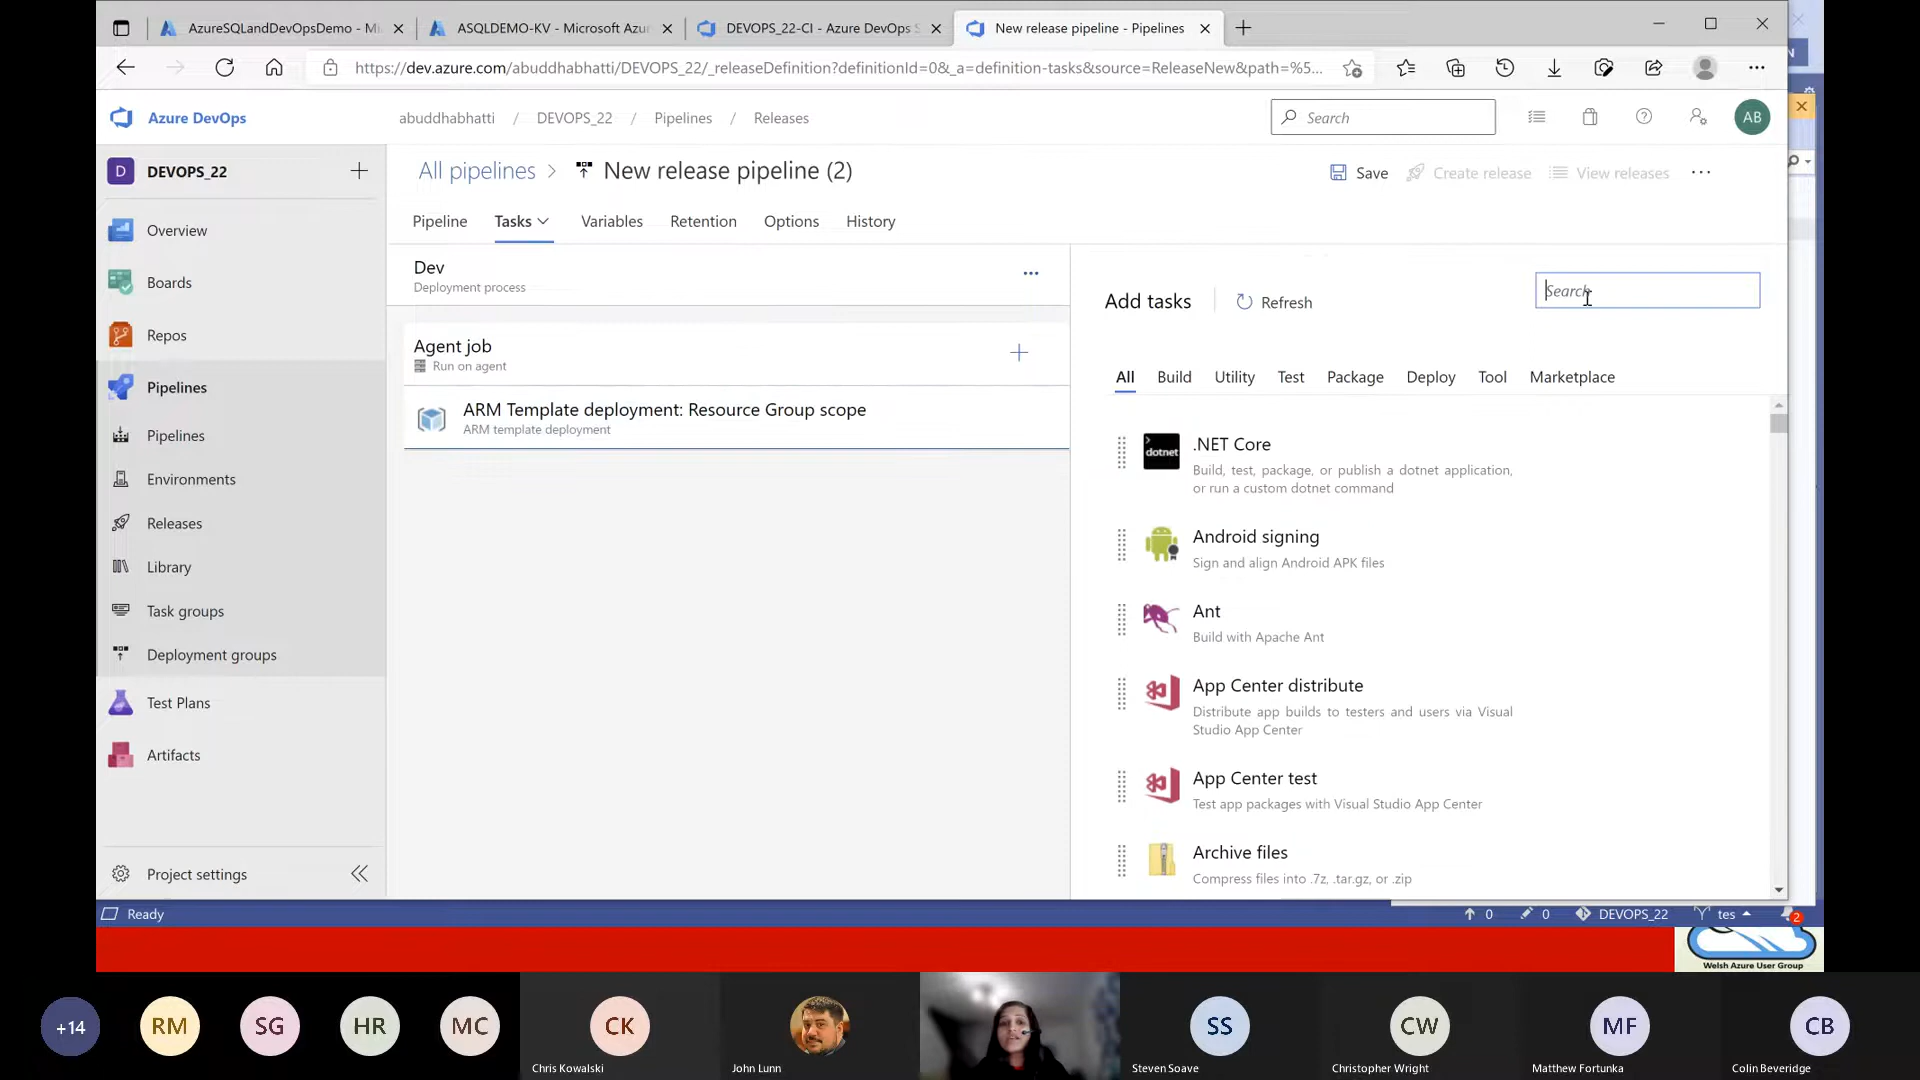 AzureSQLandDevOpsDemo - Mi
ASQLDEMO-KV - Microsoft Azu
DEVOPS_22-CI - Azure DevOps S
New release pipeline - Pipelines
https://dev.azure.com/abuddhabhatti/DEVOPS_22/_releaseDefinition?definitionId=0&_a=definition-tasks&source=ReleaseNew&path=%5...
Azure DevOps
abuddhabhatti / DEVOPS_22 / Pipelines / Releases
Search
AB
D DEVOPS_22
All pipelines > New release pipeline (2)
Save
Create release
View releases
Overview
Boards
Repos
Pipelines
Pipelines
Environments
Releases
Library
Task groups
Deployment groups
Test Plans
Artifacts
Project settings
Pipeline
Tasks
Variables
Retention
Options
History
Dev
Deployment process
Agent job
Run on agent
ARM Template deployment: Resource Group scope
ARM template deployment
Add tasks
Refresh
Search
All
Build
Utility
Test
Package
Deploy
Tool
Marketplace
dotnet
.NET Core
Build, test, package, or publish a dotnet application,
or run a custom dotnet command
Android signing
Sign and align Android APK files
Ant
Build with Apache Ant
App Center distribute
Distribute app builds to testers and users via Visual
Studio App Center
App Center test
Test app packages with Visual Studio App Center
Archive files
Compress files into .7z, .tar.gz, or .zip
Ready
0
0
DEVOPS_22
tes
2
Welsh Azure User Group
+14
RM
SG
HR
MC
CK
Chris Kowalski
John Lunn
SS
Steven Soave
CW
Christopher Wright
MF
Matthew Fortunka
CB
Colin Beveridge